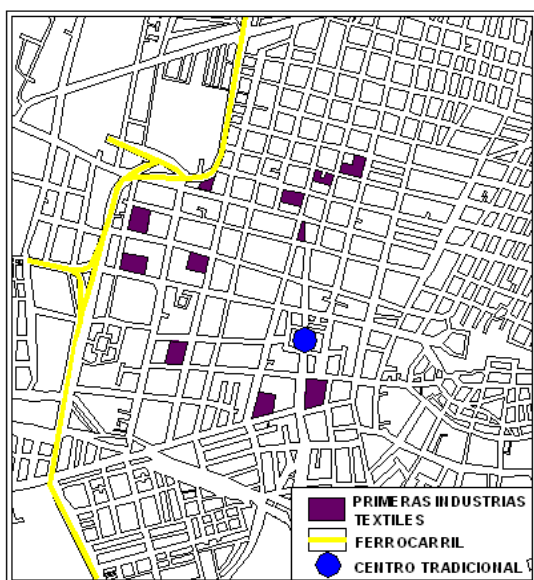 PRIMERAS INDUSTRIAS
TEXTILES
FERROCARRIL
CENTRO TRADICIONAL